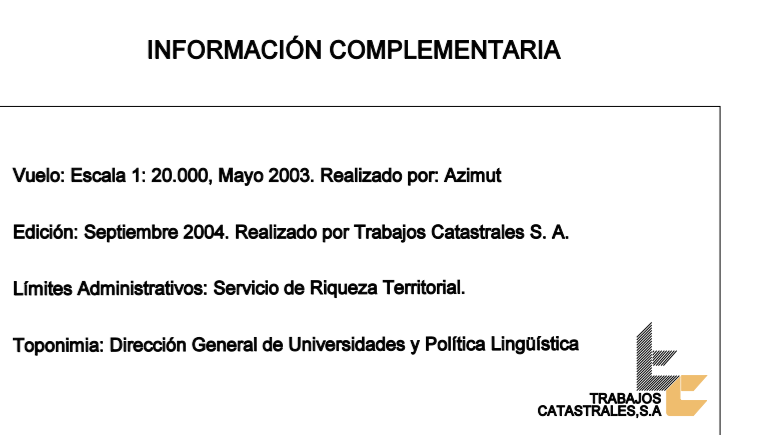 INFORMACIÓN COMPLEMENTARIA
Vuelo: Escala 1: 20.000, Mayo 2003. Realizado por: Azimut
Edición: Septiembre 2004. Realizado por Trabajos Catastrales S. A.
Límites Administrativos: Servicio de Riqueza Territorial.
Toponimia: Dirección General de Universidades y Política Lingüística
TRABAJOS
CATASTRALES,S.A